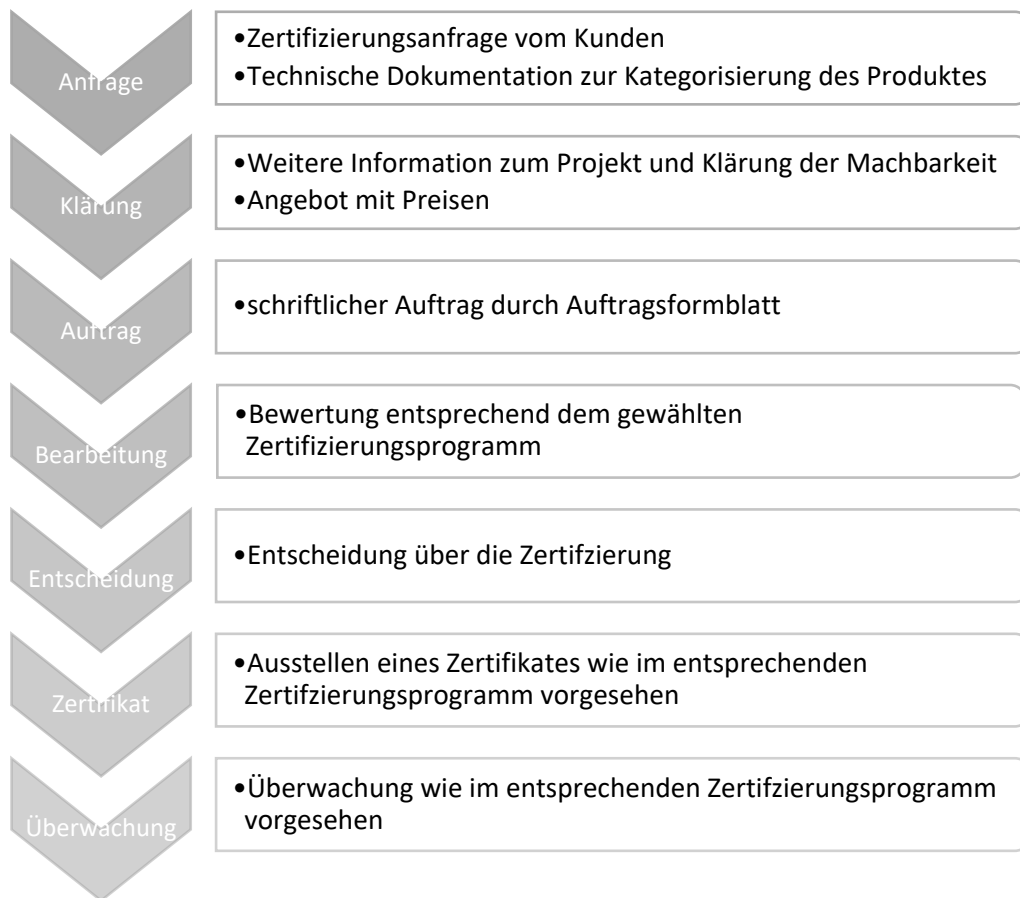 Anfrage
•Zertifizierungsanfrage vom Kunden
•Technische Dokumentation zur Kategorisierung des Produktes
Klärung
•Weitere Information zum Projekt und Klärung der Machbarkeit
•Angebot mit Preisen
Auftrag
•schriftlicher Auftrag durch Auftragsformblatt
Bearbeitung
•Bewertung entsprechend dem gewählten
Zertifizierungsprogramm
Entscheidung
•Entscheidung über die Zertifzierung
Zertifikat
•Ausstellen eines Zertifikates wie im entsprechenden
Zertifzierungsprogramm vorgesehen
Überwachung
•Überwachung wie im entsprechenden Zertifzierungsprogramm
vorgesehen